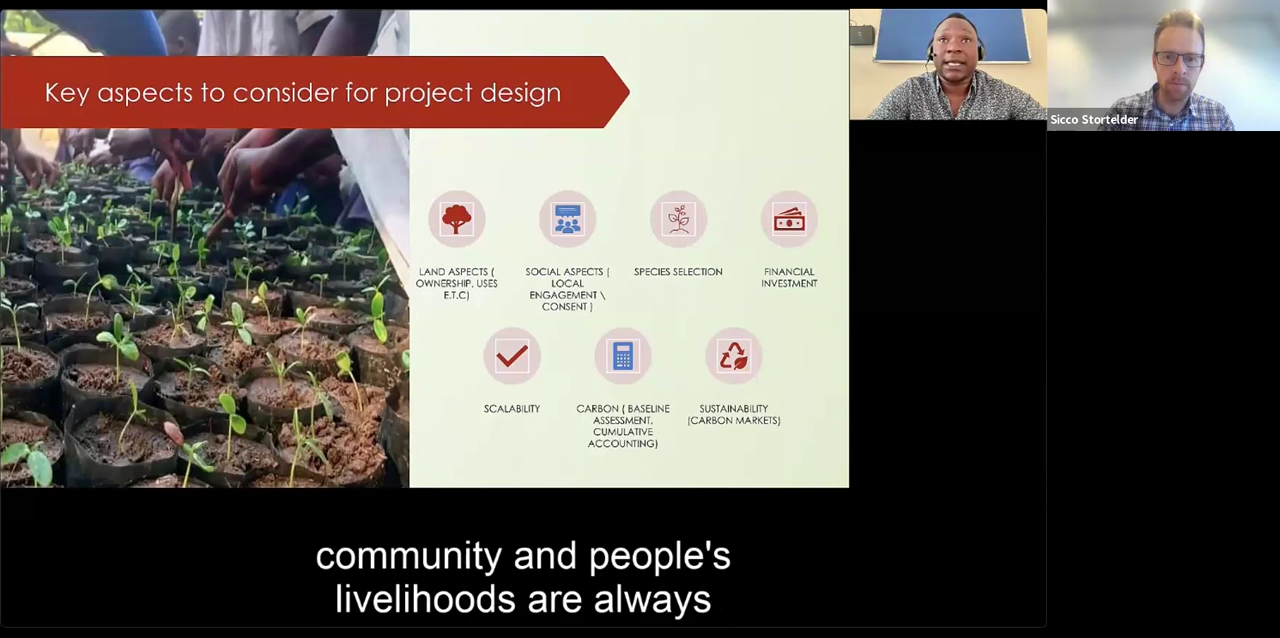 Key aspects to consider for project design
LAND ASPECTS (
OWNERSHIP, USES
E.T.C)
SOCIAL ASPECTS (
LOCAL
ENGAGEMENT \
CONSENT )
SPECIES SELECTION
FINANCIAL
INVESTMENT
SCALABILITY
CARBON ( BASELINE
ASSESSMENT,
CUMULATIVE
ACCOUNTING)
SUSTAINABILITY
(CARBON MARKETS)
Sicco Stortelder
community and people's
livelihoods are always